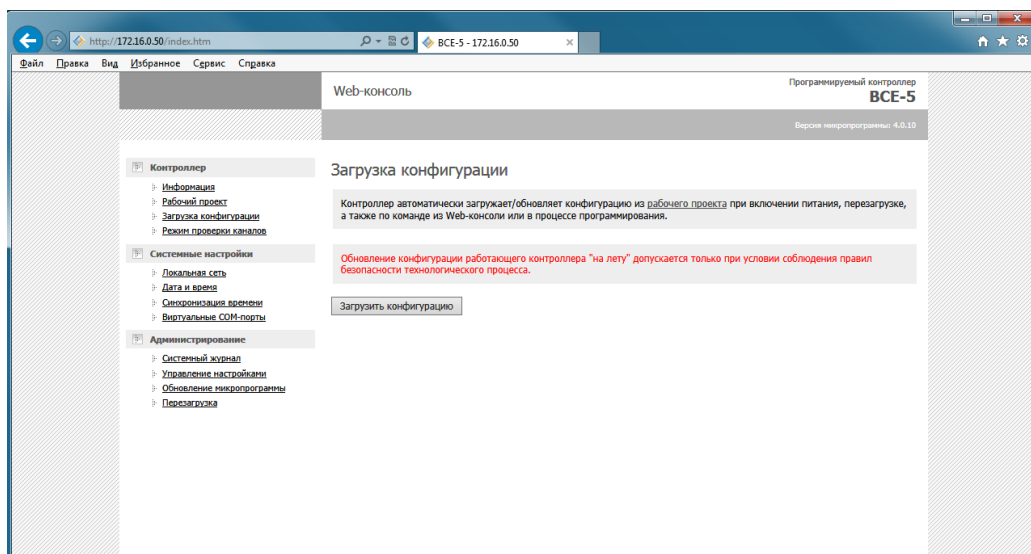 http://172.16.0.50/index.htm
BCE-5 - 172.16.0.50
Файл Правка Вид Избранное Сервис Справка
Web-консоль
Программируемый контроллер
BCE-5
Версия микропрограммы: 4.0.10
Контроллер
Информация
Рабочий проект
Загрузка конфигурации
Режим проверки каналов
Системные настройки
Локальная сеть
Дата и время
Синхронизация времени
Виртуальные COM-порты
Администрирование
Системный журнал
Управление настройками
Обновление микропрограммы
Перезагрузка
Загрузка конфигурации
Контроллер автоматически загружает/обновляет конфигурацию из рабочего проекта при включении питания, перезагрузке,
а также по команде из Web-консоли или в процессе программирования.
Обновление конфигурации работающего контроллера "на лету" допускается только при условии соблюдения правил
безопасности технологического процесса.
Загрузить конфигурацию